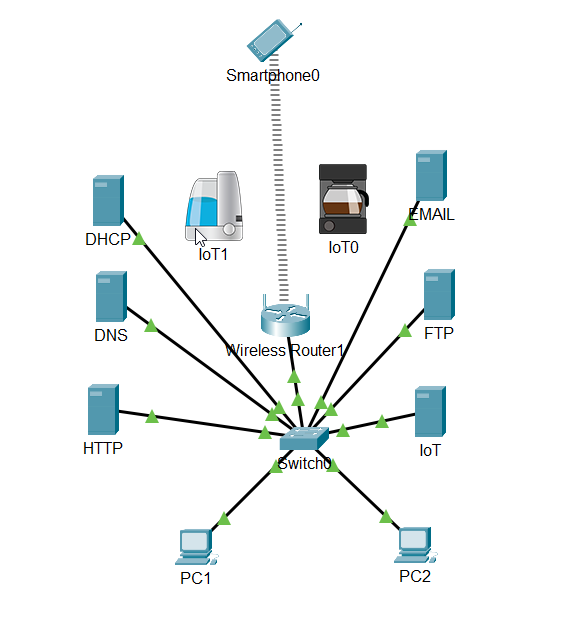 Smartphone0
EMAIL
DHCP
IoT1
IoT0
DNS
FTP
Wireless Router1
HTTP
IoT
Switch0
PC1
PC2